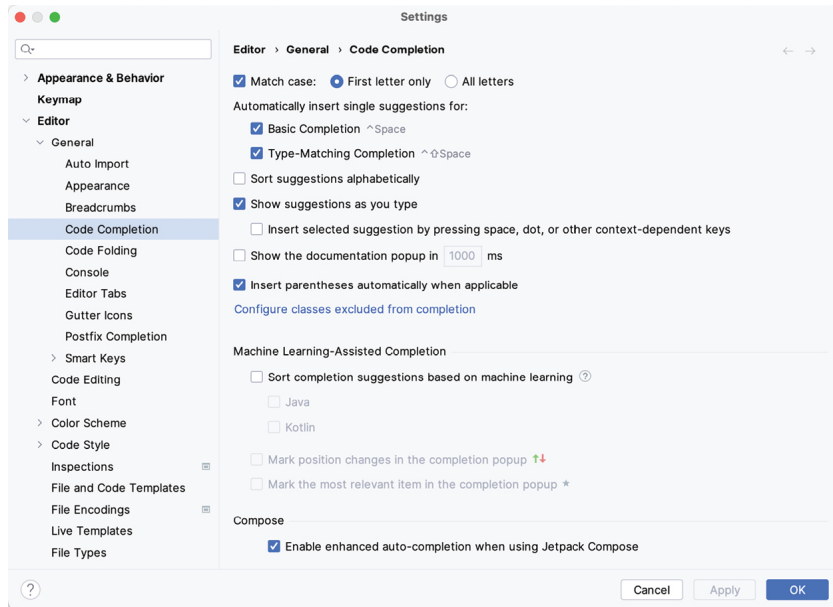 Settings
Appearance & Behavior
Keymap
Editor
General
Auto Import
Appearance
Breadcrumbs
Code Completion
Code Folding
Console
Editor Tabs
Gutter Icons
Postfix Completion
Smart Keys
Code Editing
Font
Color Scheme
Code Style
Inspections
File and Code Templates
File Encodings
Live Templates
File Types
Editor › General › Code Completion
Match case: First letter only All letters
Automatically insert single suggestions for:
Basic Completion ^Space
Type-Matching Completion ^⇧Space
Sort suggestions alphabetically
Show suggestions as you type
Insert selected suggestion by pressing space, dot, or other context-dependent keys
Show the documentation popup in 1000 ms
Insert parentheses automatically when applicable
Configure classes excluded from completion
Machine Learning-Assisted Completion
Sort completion suggestions based on machine learning ?
Java
Kotlin
Mark position changes in the completion popup ↑↓
Mark the most relevant item in the completion popup ★
Compose
Enable enhanced auto-completion when using Jetpack Compose
? Cancel Apply OK